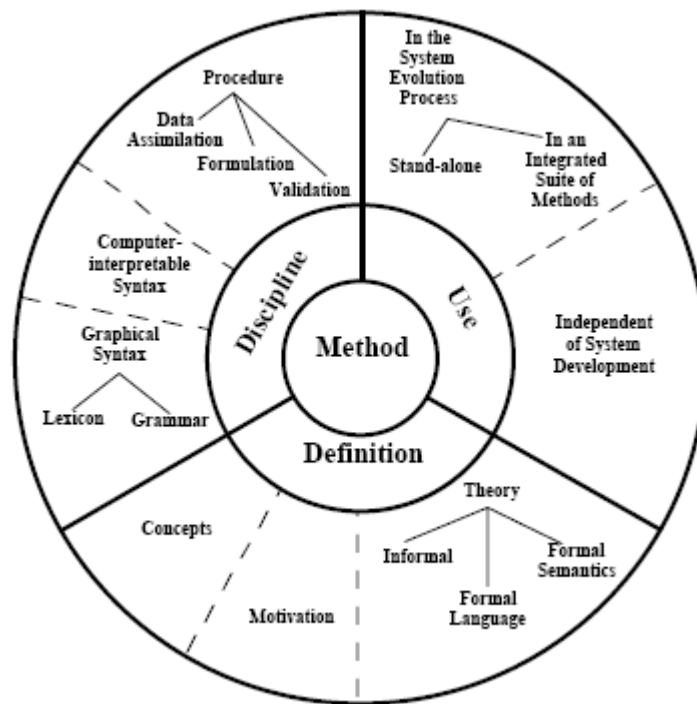 Procedure
Data
Assimilation
Formulation
Validation
In the
System
Evolution
Process
Stand-alone
In an
Integrated
Suite of
Methods
Computer-
interpretable
Syntax
Graphical
Syntax
Lexicon
Grammar
Discipline
Use
Method
Definition
Independent
of System
Development
Concepts
Motivation
Theory
Informal
Formal
Language
Formal
Semantics